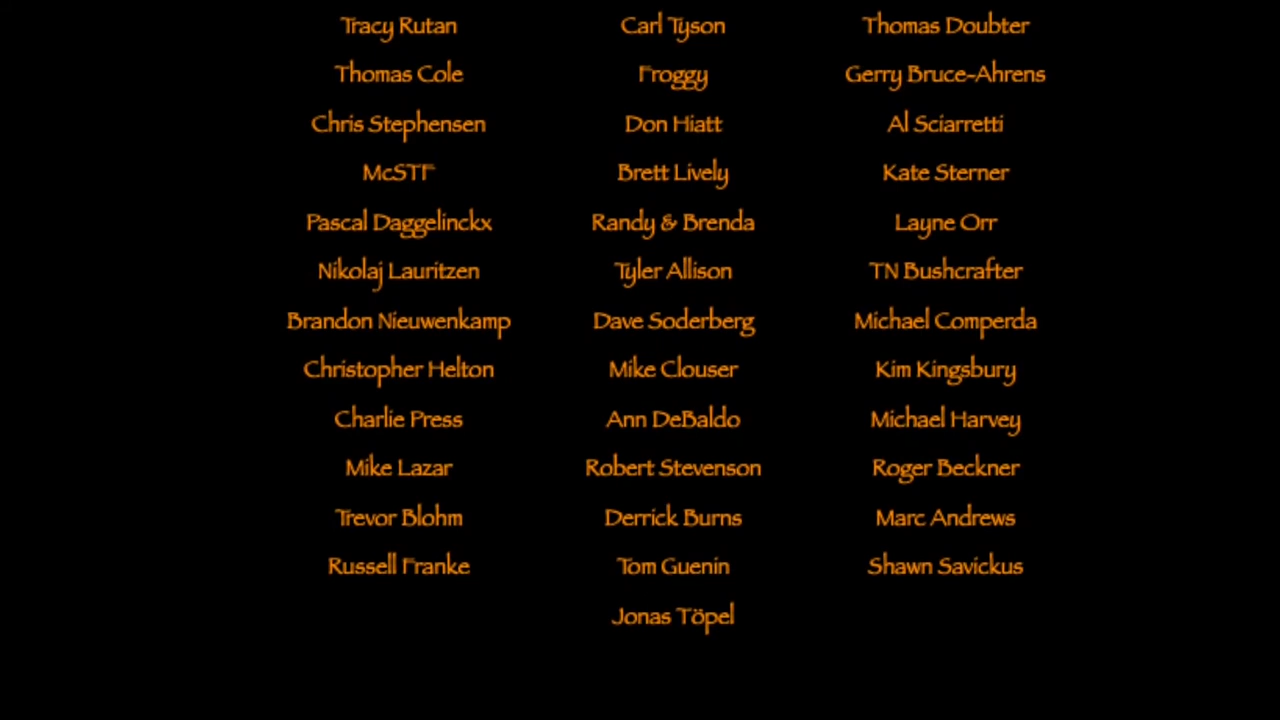 Tracy Rutan Carl Tyson Thomas Doubter
Thomas Cole Froggy Gerry Bruce-Ahrens
Chris Stephensen Don Hiatt Al Sciarretti
McSTF Brett Lively Kate Sterner
Pascal Daggelinckx Randy & Brenda Layne Orr
Nikolaj Lauritzen Tyler Allison TN Bushcrafter
Brandon Nieuwenkamp Dave Soderberg Michael Comperda
Christopher Helton Mike Clouser Kim Kingsbury
Charlie Press Ann DeBaldo Michael Harvey
Mike Lazar Robert Stevenson Roger Beckner
Trevor Blohm Derrick Burns Marc Andrews
Russell Franke Tom Guenin Shawn Savickus
Jonas Töpel